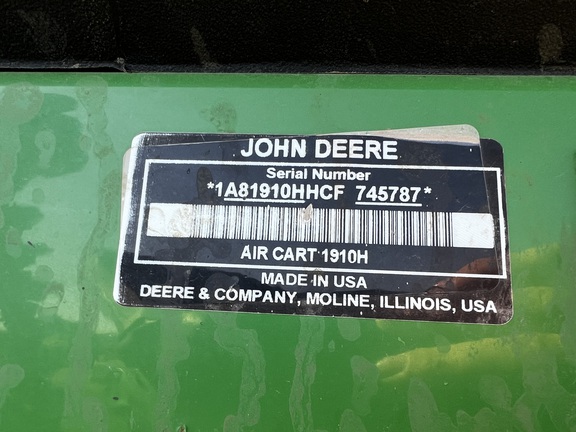 JOHN DEERE
Serial Number
*1A81910HHCF 745787*
AIR CART 1910H
MADE IN USA
DEERE & COMPANY, MOLINE, ILLINOIS, USA